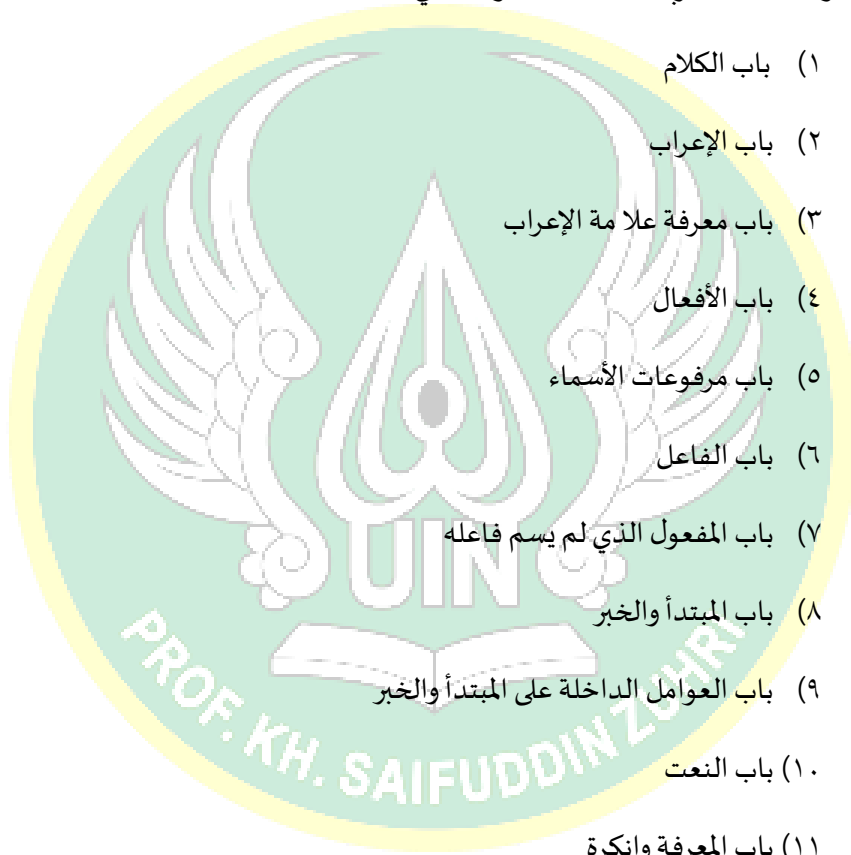 ١) باب الكلام
٢) باب الإعراب
٣) باب معرفة علا مة الإعراب
٤) باب الأفعال
٥) باب مرفوعات الأسماء
٦) باب الفاعل
٧) باب المفعول الذي لم يسم فاعله
UIN
٨) باب المبتدأ والخبر
٩) باب العوامل الداخلة على المبتدأ والخبر
PROF. KH. SAIFUDDIN ZUHRI
١٠) باب النعت
١١) باب المعرفة وانكرة